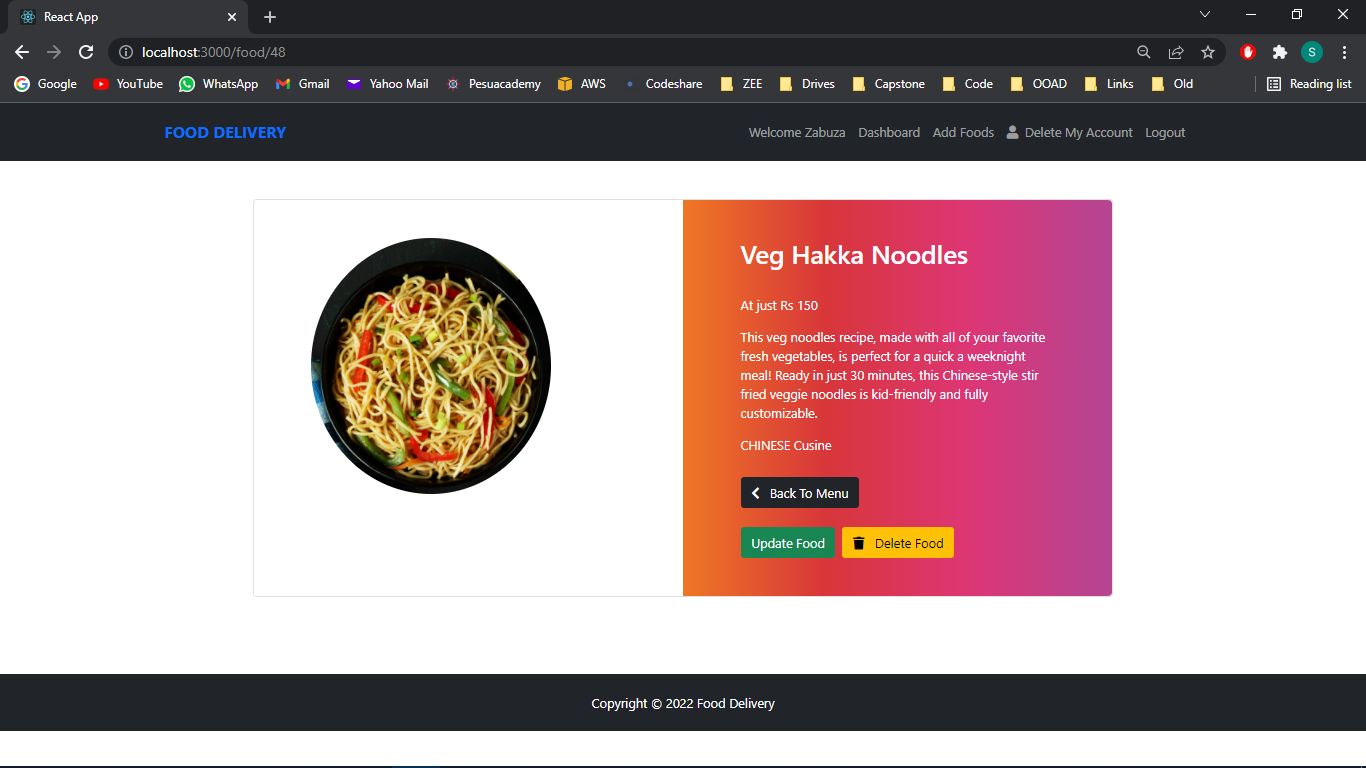 React App
localhost:3000/food/48
S
Google YouTube WhatsApp Gmail Yahoo Mail Pesuacademy AWS Codeshare ZEE Drives Capstone Code OOAD Links Old Reading list
FOOD DELIVERY Welcome Zabuza Dashboard Add Foods Delete My Account Logout
Veg Hakka Noodles
At just Rs 150
This veg noodles recipe, made with all of your favorite
fresh vegetables, is perfect for a quick a weeknight
meal! Ready in just 30 minutes, this Chinese-style stir
fried veggie noodles is kid-friendly and fully
customizable.
CHINESE Cusine
Back To Menu
Update Food Delete Food
Copyright © 2022 Food Delivery